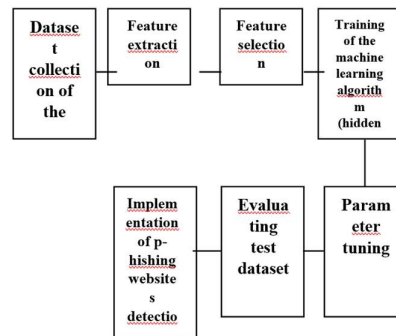 Datase
t
collecti
on of
the
Feature
extracti
on
Feature
selectio
n
Training
of the
machine
learning
algorith
m
(hidden
Param
eter
tuning
Evalua
ting
test
dataset
Implem
entation
of p-
hishing
website
s
detectio